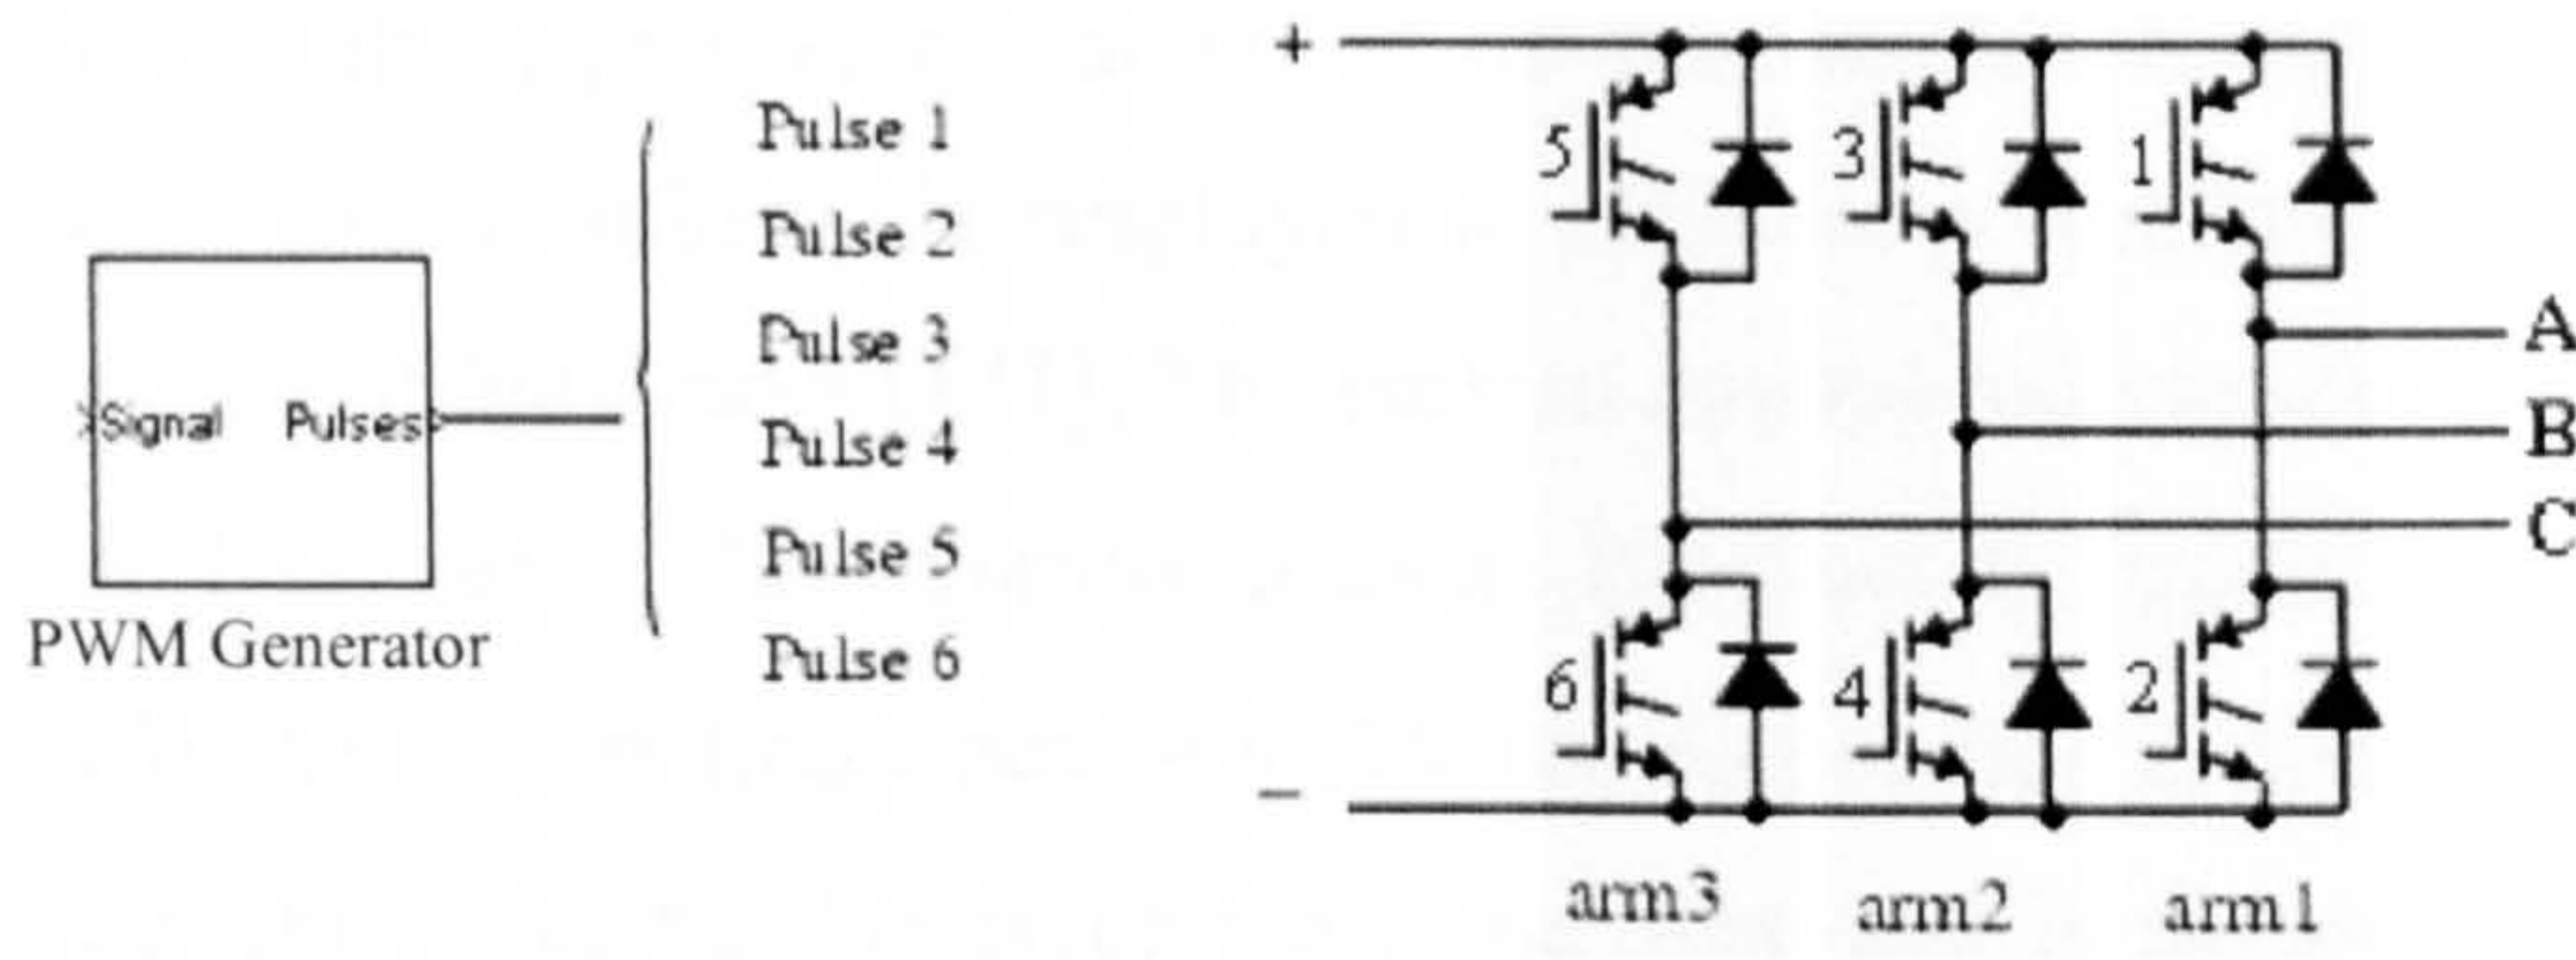 Signal Pulses
PWM Generator
Pulse 1
Pulse 2
Pulse 3
Pulse 4
Pulse 5
Pulse 6
+
5 3 1
A
B
C
6 4 2
−
arm3 arm2 arm1